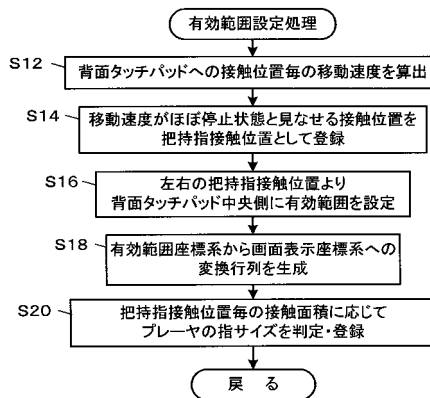 有効範囲設定処理
S12
背面タッチパッドへの接触位置毎の移動速度を算出
S14
移動速度がほぼ停止状態と見なせる接触位置を
把持指接触位置として登録
S16
左右の把持指接触位置より
背面タッチパッド中央側に有効範囲を設定
S18
有効範囲座標系から画面表示座標系への
変換行列を生成
S20
把持指接触位置毎の接触面積に応じて
プレーヤの指サイズを判定・登録
戻る